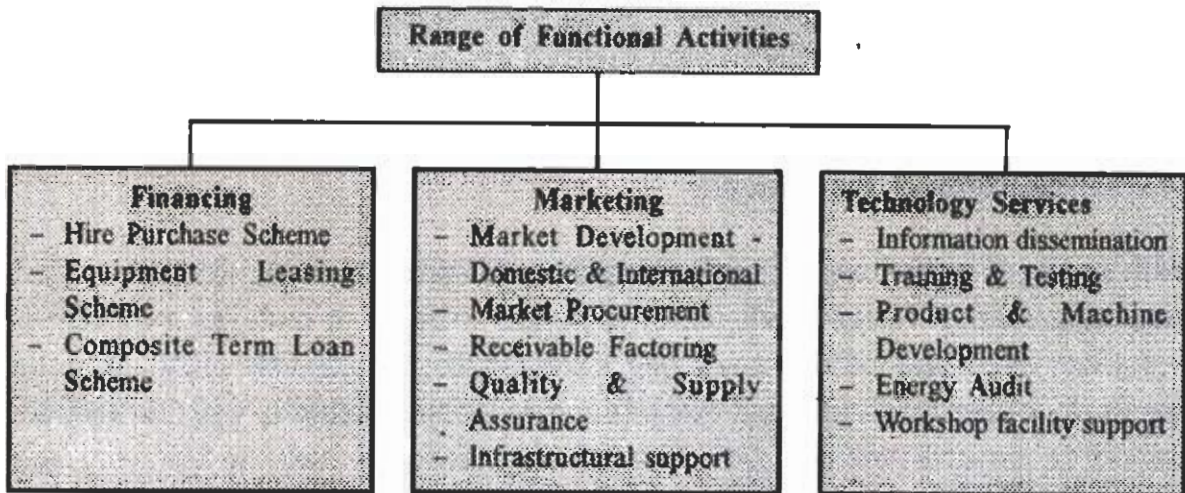 Range of Functional Activities
Financing
– Hire Purchase Scheme
– Equipment Leasing
Scheme
– Composite Term Loan
Scheme
Marketing
– Market Development -
Domestic & International
– Market Procurement
– Receivable Factoring
– Quality & Supply
Assurance
– Infrastructural support
Technology Services
– Information dissemination
– Training & Testing
– Product & Machine
Development
– Energy Audit
– Workshop facility support